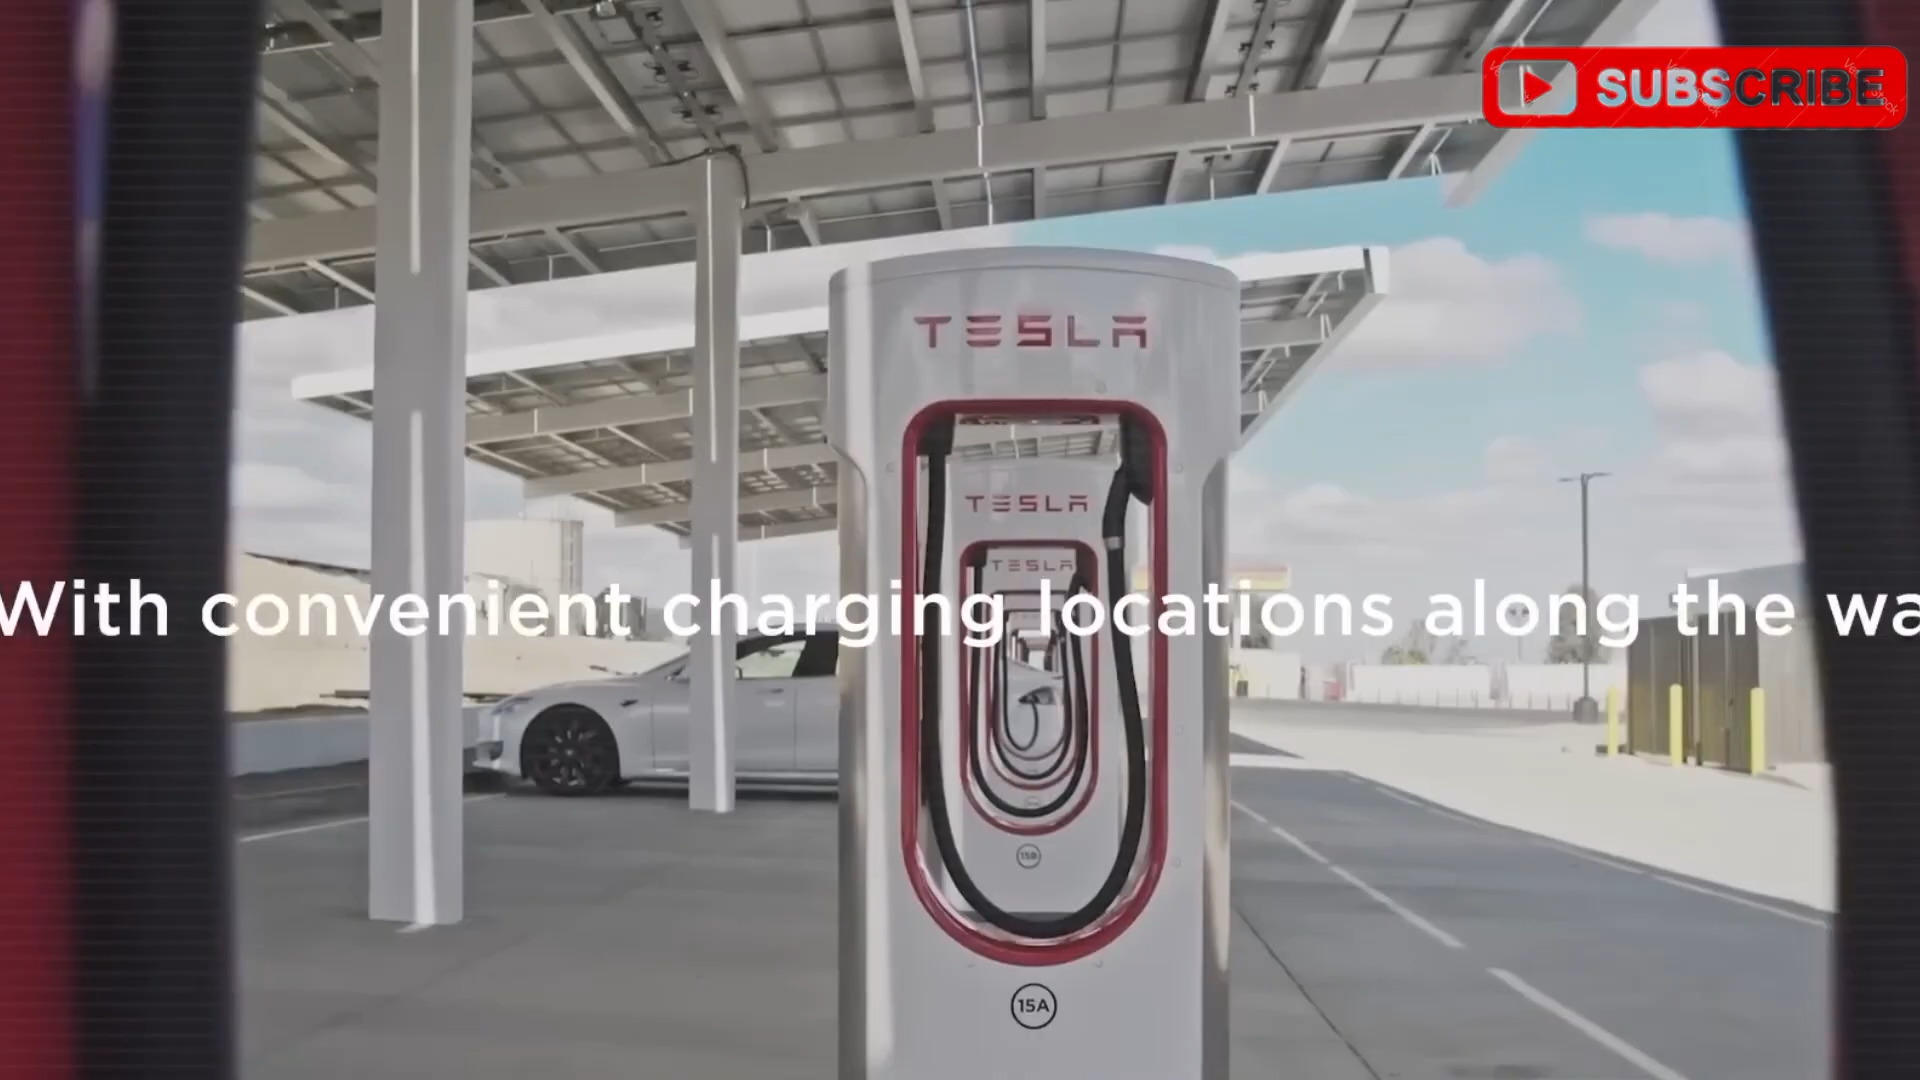 SUBSCRIBE
TESLA
TESLA
TESLA
With convenient charging locations along the wa
15B
15A